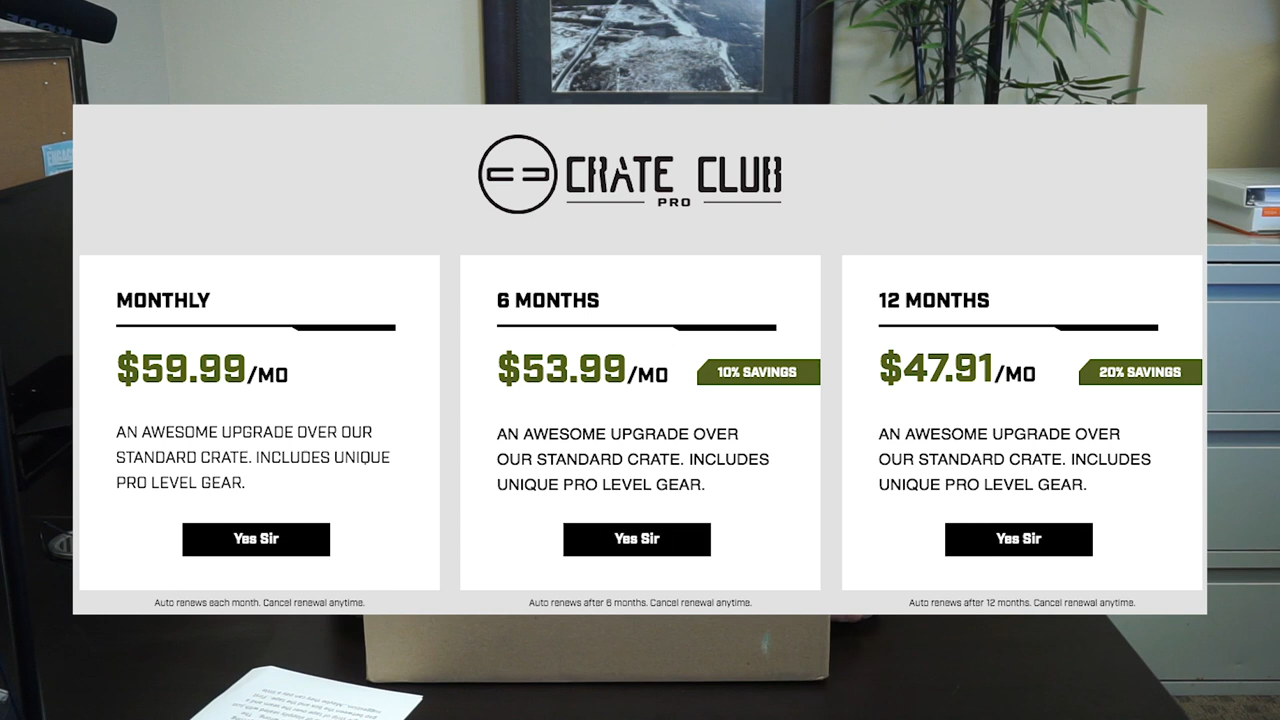 ENGAG
CRATE CLUB
PRO
MONTHLY
$59.99/MO
AN AWESOME UPGRADE OVER OUR
STANDARD CRATE. INCLUDES UNIQUE
PRO LEVEL GEAR.
Yes Sir
Auto renews each month. Cancel renewal anytime.
6 MONTHS
$53.99/MO
10% SAVINGS
AN AWESOME UPGRADE OVER
OUR STANDARD CRATE. INCLUDES
UNIQUE PRO LEVEL GEAR.
Yes Sir
Auto renews after 6 months. Cancel renewal anytime.
12 MONTHS
$47.91/MO
20% SAVINGS
AN AWESOME UPGRADE OVER
OUR STANDARD CRATE. INCLUDES
UNIQUE PRO LEVEL GEAR.
Yes Sir
Auto renews after 12 months. Cancel renewal anytime.